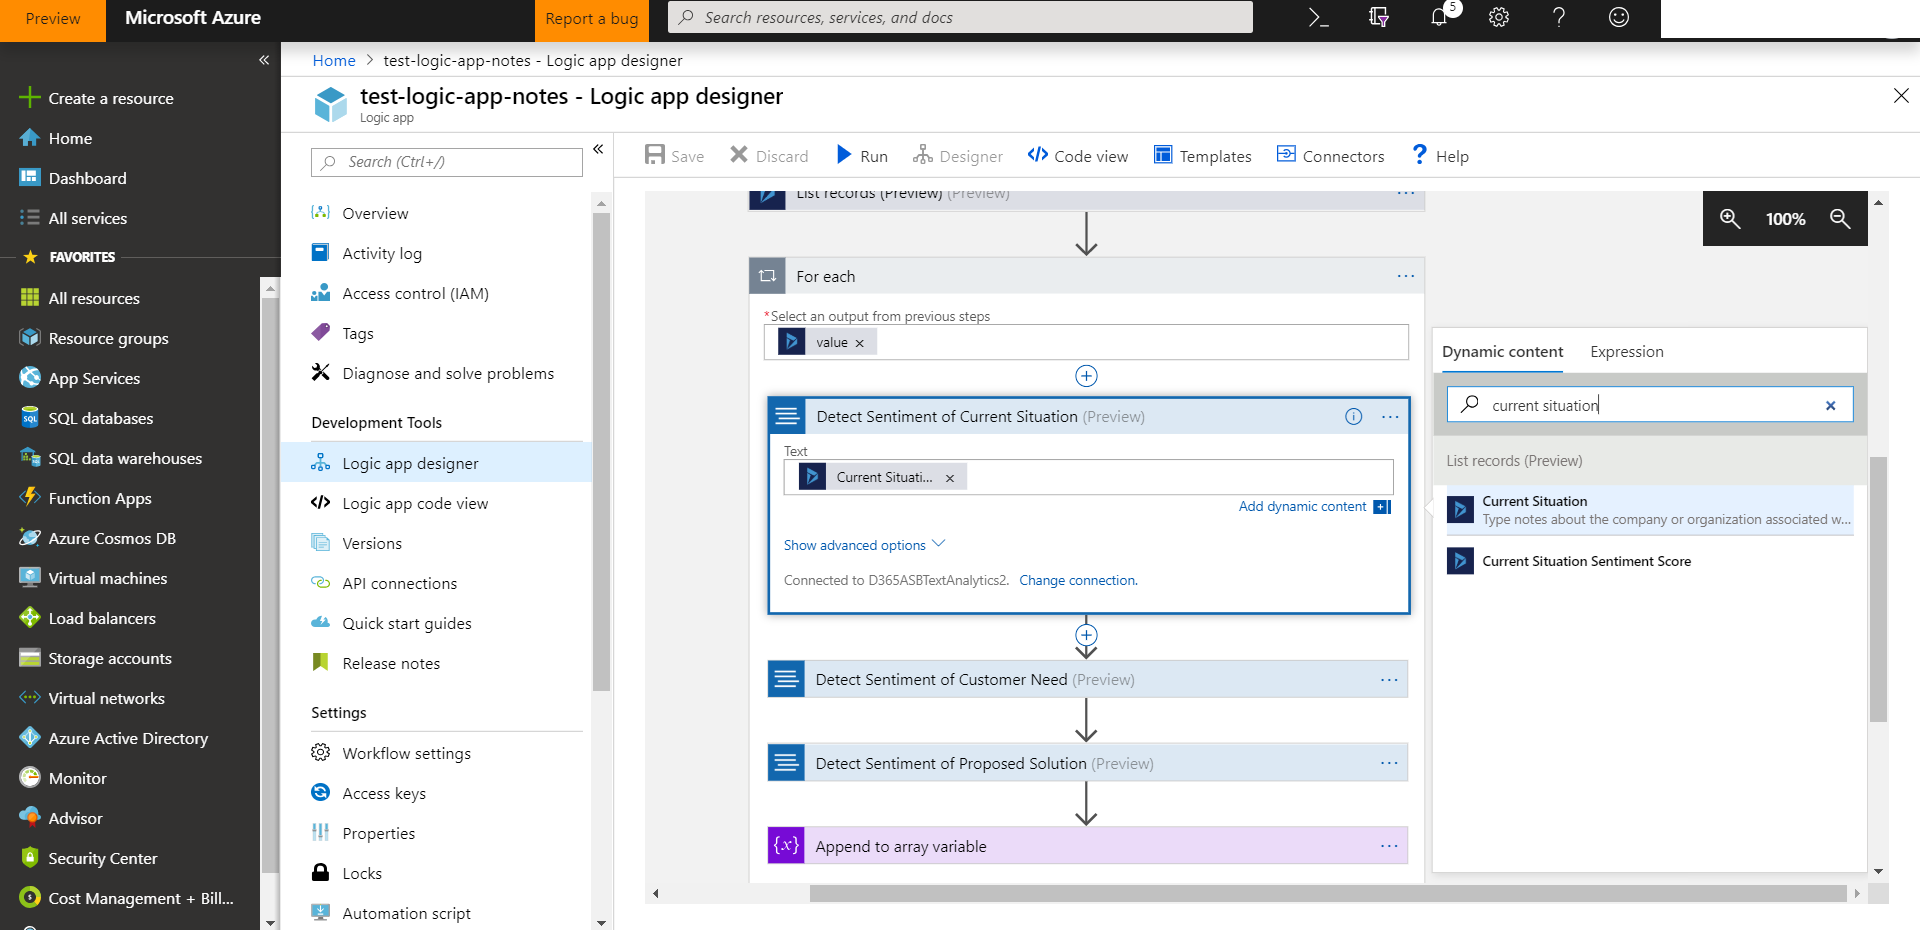 Preview
Microsoft Azure
Report a bug
Search resources, services, and docs
5
Create a resource
Home
Dashboard
All services
FAVORITES
All resources
Resource groups
App Services
SQL databases
SQL data warehouses
Function Apps
Azure Cosmos DB
Virtual machines
Load balancers
Storage accounts
Virtual networks
Azure Active Directory
Monitor
Advisor
Security Center
Cost Management + Bill...
Home > test-logic-app-notes - Logic app designer
test-logic-app-notes - Logic app designer
Logic app
Search (Ctrl+/)
Overview
Activity log
Access control (IAM)
Tags
Diagnose and solve problems
Development Tools
Logic app designer
Logic app code view
Versions
API connections
Quick start guides
Release notes
Settings
Workflow settings
Access keys
Properties
Locks
Automation script
Save
Discard
Run
Designer
Code view
Templates
Connectors
Help
List records (Preview) (Preview)
For each
*Select an output from previous steps
value
Detect Sentiment of Current Situation (Preview)
Text
Current Situati...
Add dynamic content
Show advanced options
Connected to D365ASBTextAnalytics2. Change connection.
Detect Sentiment of Customer Need (Preview)
Detect Sentiment of Proposed Solution (Preview)
{x} Append to array variable
100%
Dynamic content
Expression
current situation
List records (Preview)
Current Situation
Type notes about the company or organization associated w...
Current Situation Sentiment Score